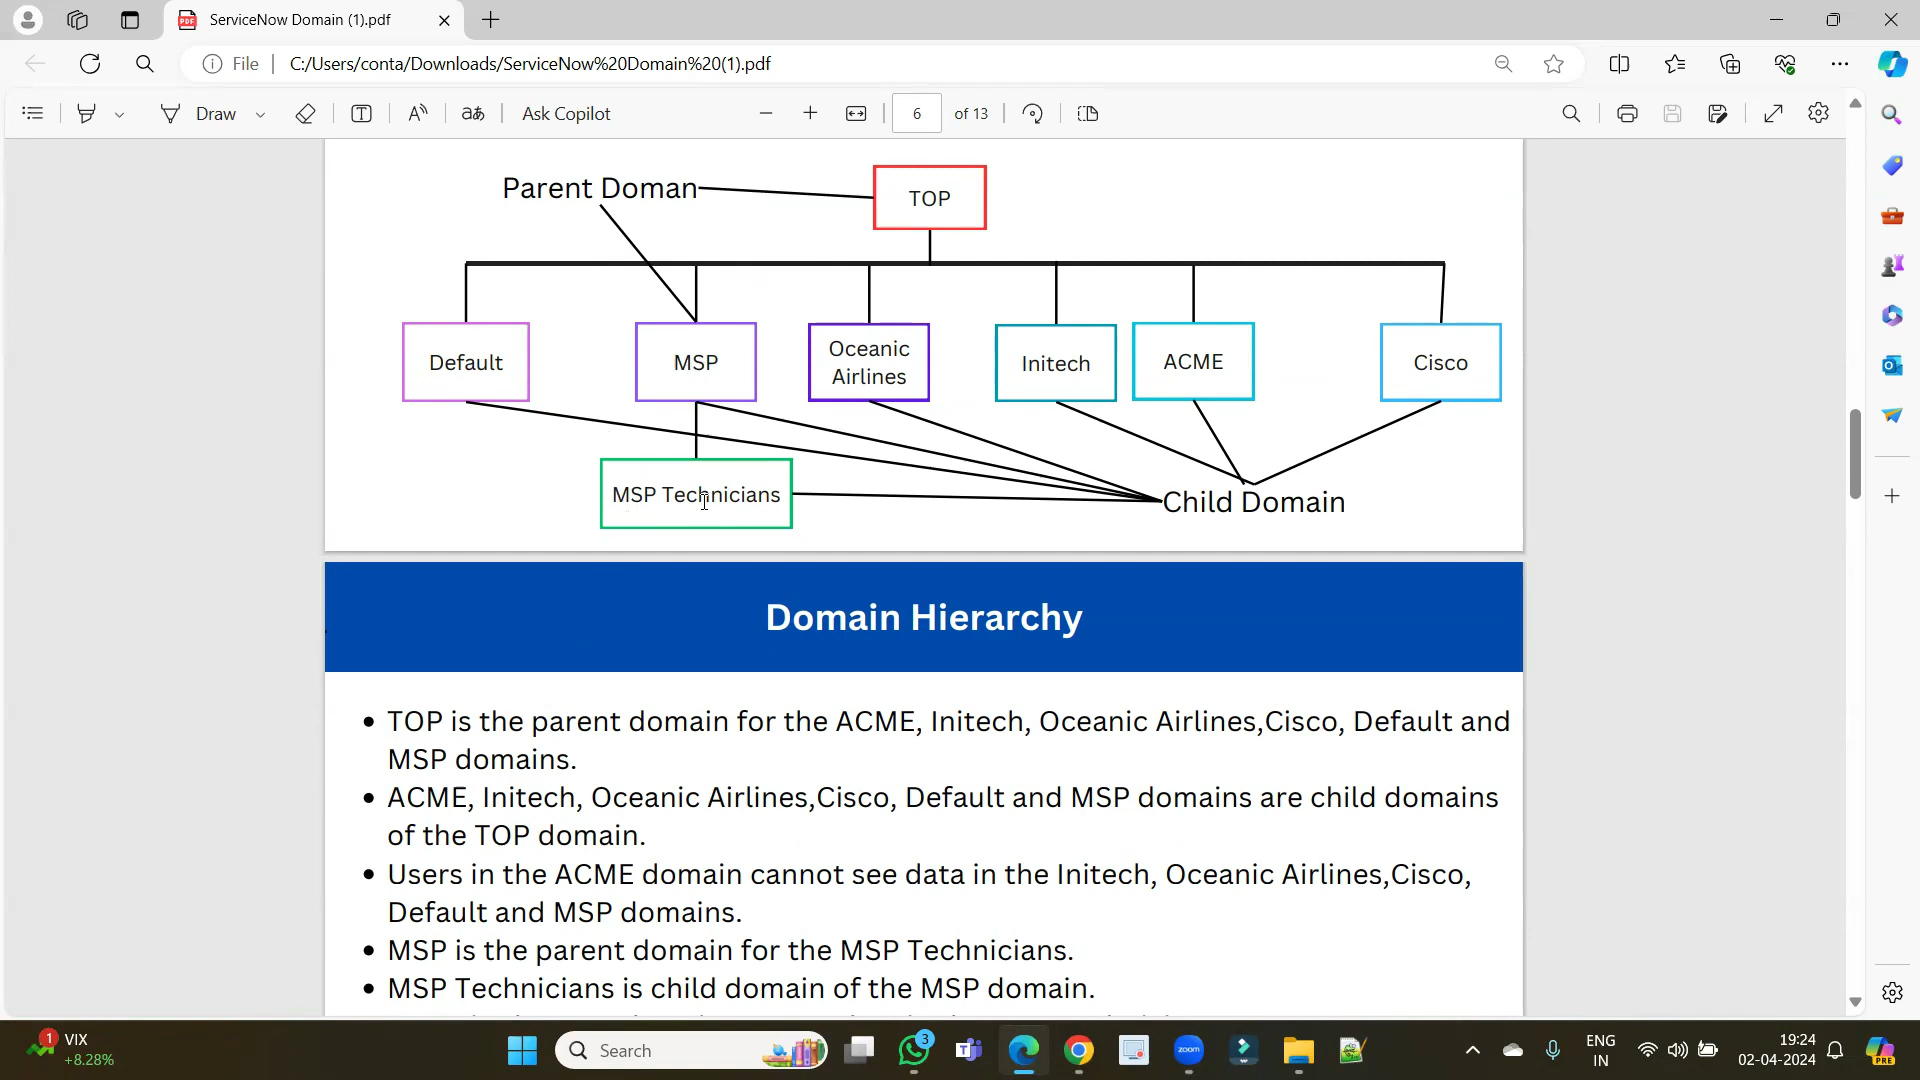 ServiceNow Domain (1).pdf
File
C:/Users/conta/Downloads/ServiceNow%20Domain%20(1).pdf
Draw
Ask Copilot
6 of 13
Parent Doman
TOP
Default
MSP
Oceanic
Airlines
Initech
ACME
Cisco
MSP Technicians
Child Domain
Domain Hierarchy
• TOP is the parent domain for the ACME, Initech, Oceanic Airlines,Cisco, Default and
MSP domains.
• ACME, Initech, Oceanic Airlines,Cisco, Default and MSP domains are child domains
of the TOP domain.
• Users in the ACME domain cannot see data in the Initech, Oceanic Airlines,Cisco,
Default and MSP domains.
• MSP is the parent domain for the MSP Technicians.
• MSP Technicians is child domain of the MSP domain.
1
VIX
+8.28%
Search
3
zoom
ENG
IN
19:24
02-04-2024
PRE